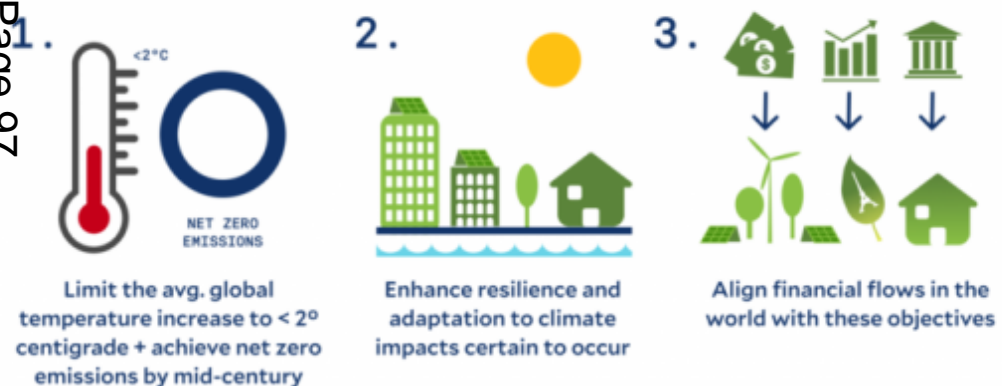 Page 97
1.
<2°C
NET ZERO
EMISSIONS
Limit the avg. global
temperature increase to < 2°
centigrade + achieve net zero
emissions by mid-century
2.
Enhance resilience and
adaptation to climate
impacts certain to occur
3.
$
Align financial flows in the
world with these objectives